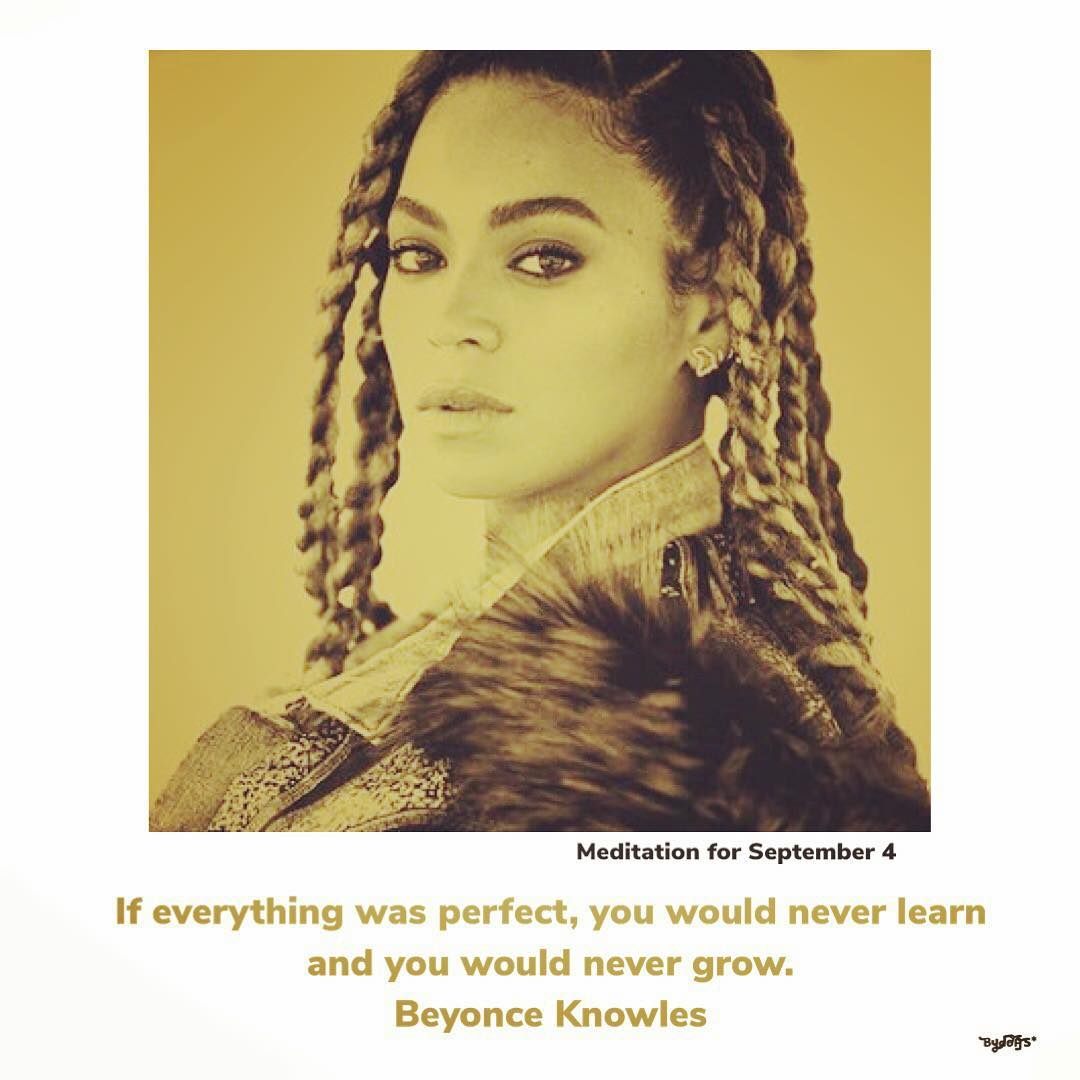 Meditation for September 4
If everything was perfect, you would never learn
and you would never grow.
Beyonce Knowles